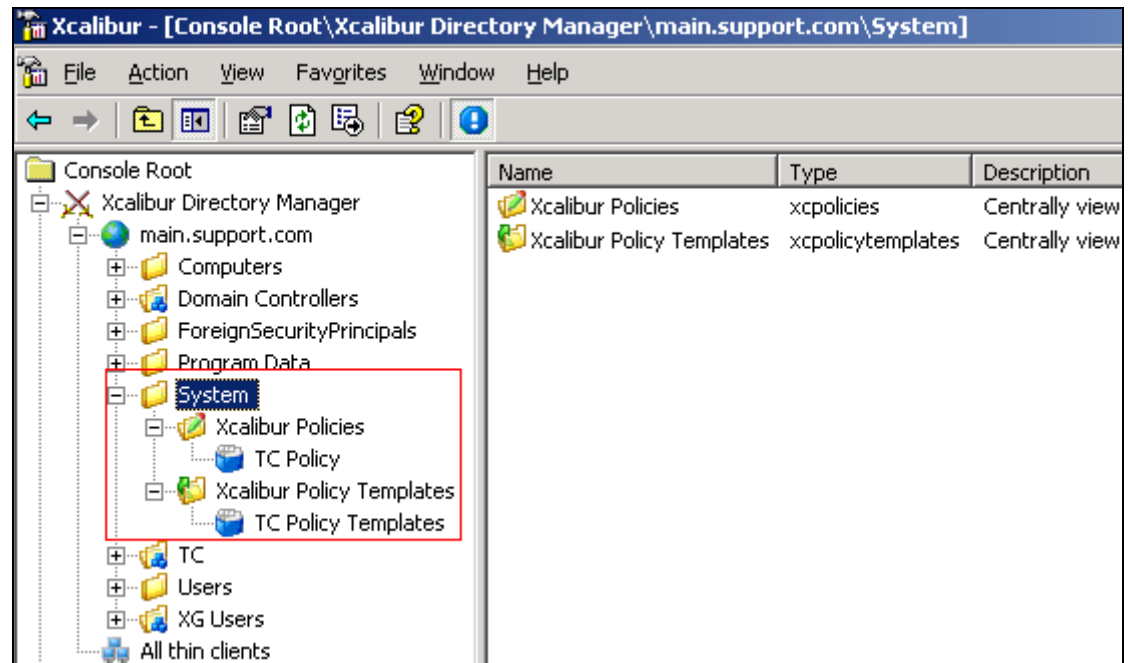 Xcalibur - [Console Root\Xcalibur Directory Manager\main.support.com\System]
File Action View Favorites Window Help
Console Root
Xcalibur Directory Manager
main.support.com
Computers
Domain Controllers
ForeignSecurityPrincipals
Program Data
System
Xcalibur Policies
TC Policy
Xcalibur Policy Templates
TC Policy Templates
TC
Users
XG Users
All thin clients
Name Type Description
Xcalibur Policies xcpolicies Centrally view
Xcalibur Policy Templates xcpolicytemplates Centrally view